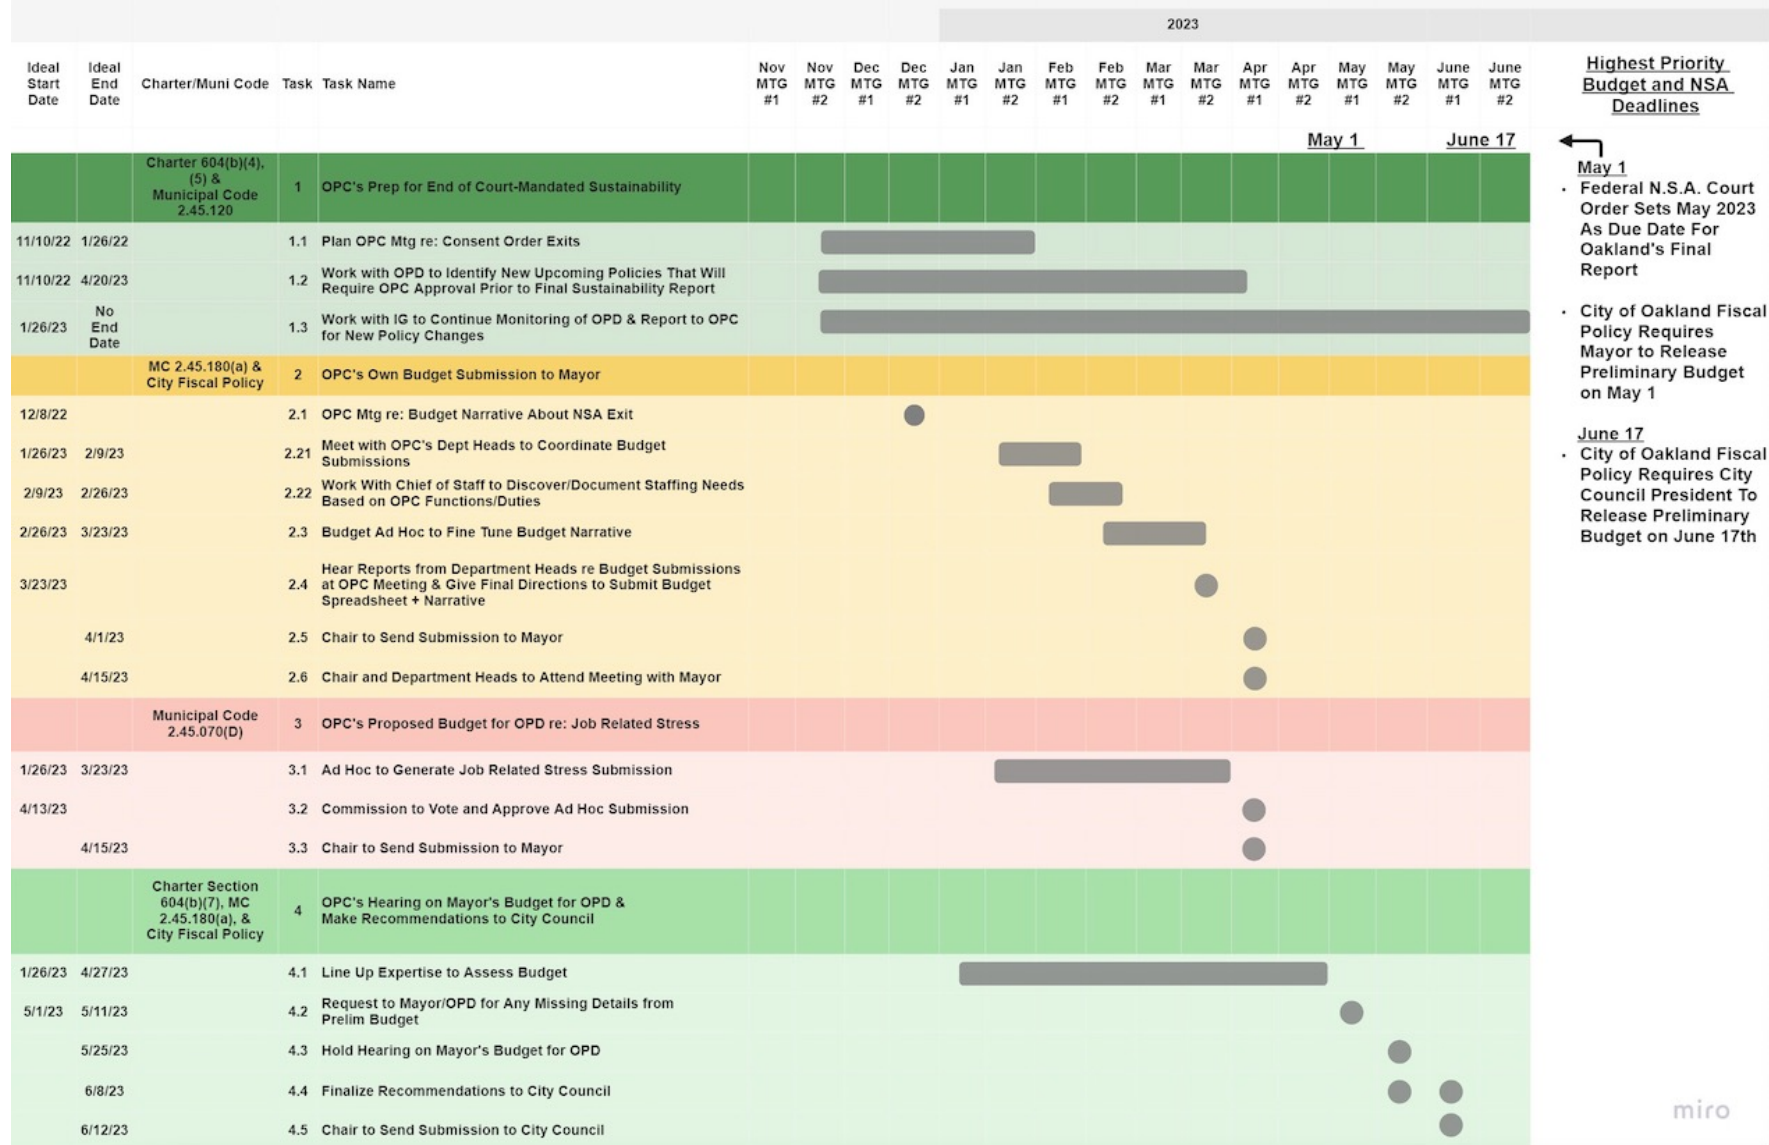 2023
Ideal Start Date
Ideal End Date
Charter/Muni Code
Task
Task Name
Nov MTG #1
Nov MTG #2
Dec MTG #1
Dec MTG #2
Jan MTG #1
Jan MTG #2
Feb MTG #1
Feb MTG #2
Mar MTG #1
Mar MTG #2
Apr MTG #1
Apr MTG #2
May MTG #1
May MTG #2
June MTG #1
June MTG #2
May 1
June 17
Charter 604(b)(4),
(5) &
Municipal Code
2.45.120
1 OPC's Prep for End of Court-Mandated Sustainability
11/10/22 1/26/22 1.1 Plan OPC Mtg re: Consent Order Exits
11/10/22 4/20/23 1.2 Work with OPD to Identify New Upcoming Policies That Will
Require OPC Approval Prior to Final Sustainability Report
1/26/23 No End Date 1.3 Work with IG to Continue Monitoring of OPD & Report to OPC
for New Policy Changes
MC 2.45.180(a) &
City Fiscal Policy
2 OPC's Own Budget Submission to Mayor
12/8/22 2.1 OPC Mtg re: Budget Narrative About NSA Exit
1/26/23 2/9/23 2.21 Meet with OPC's Dept Heads to Coordinate Budget
Submissions
2/9/23 2/26/23 2.22 Work With Chief of Staff to Discover/Document Staffing Needs
Based on OPC Functions/Duties
2/26/23 3/23/23 2.3 Budget Ad Hoc to Fine Tune Budget Narrative
3/23/23 2.4 Hear Reports from Department Heads re Budget Submissions
at OPC Meeting & Give Final Directions to Submit Budget
Spreadsheet + Narrative
4/1/23 2.5 Chair to Send Submission to Mayor
4/15/23 2.6 Chair and Department Heads to Attend Meeting with Mayor
Municipal Code
2.45.070(D)
3 OPC's Proposed Budget for OPD re: Job Related Stress
1/26/23 3/23/23 3.1 Ad Hoc to Generate Job Related Stress Submission
4/13/23 3.2 Commission to Vote and Approve Ad Hoc Submission
4/15/23 3.3 Chair to Send Submission to Mayor
Charter Section
604(b)(7), MC
2.45.180(a), &
City Fiscal Policy
4 OPC's Hearing on Mayor's Budget for OPD &
Make Recommendations to City Council
1/26/23 4/27/23 4.1 Line Up Expertise to Assess Budget
5/1/23 5/11/23 4.2 Request to Mayor/OPD for Any Missing Details from
Prelim Budget
5/25/23 4.3 Hold Hearing on Mayor's Budget for OPD
6/8/23 4.4 Finalize Recommendations to City Council
6/12/23 4.5 Chair to Send Submission to City Council
Highest Priority
Budget and NSA
Deadlines
May 1
· Federal N.S.A. Court
Order Sets May 2023
As Due Date For
Oakland's Final
Report
· City of Oakland Fiscal
Policy Requires
Mayor to Release
Preliminary Budget
on May 1
June 17
· City of Oakland Fiscal
Policy Requires City
Council President To
Release Preliminary
Budget on June 17th
miro